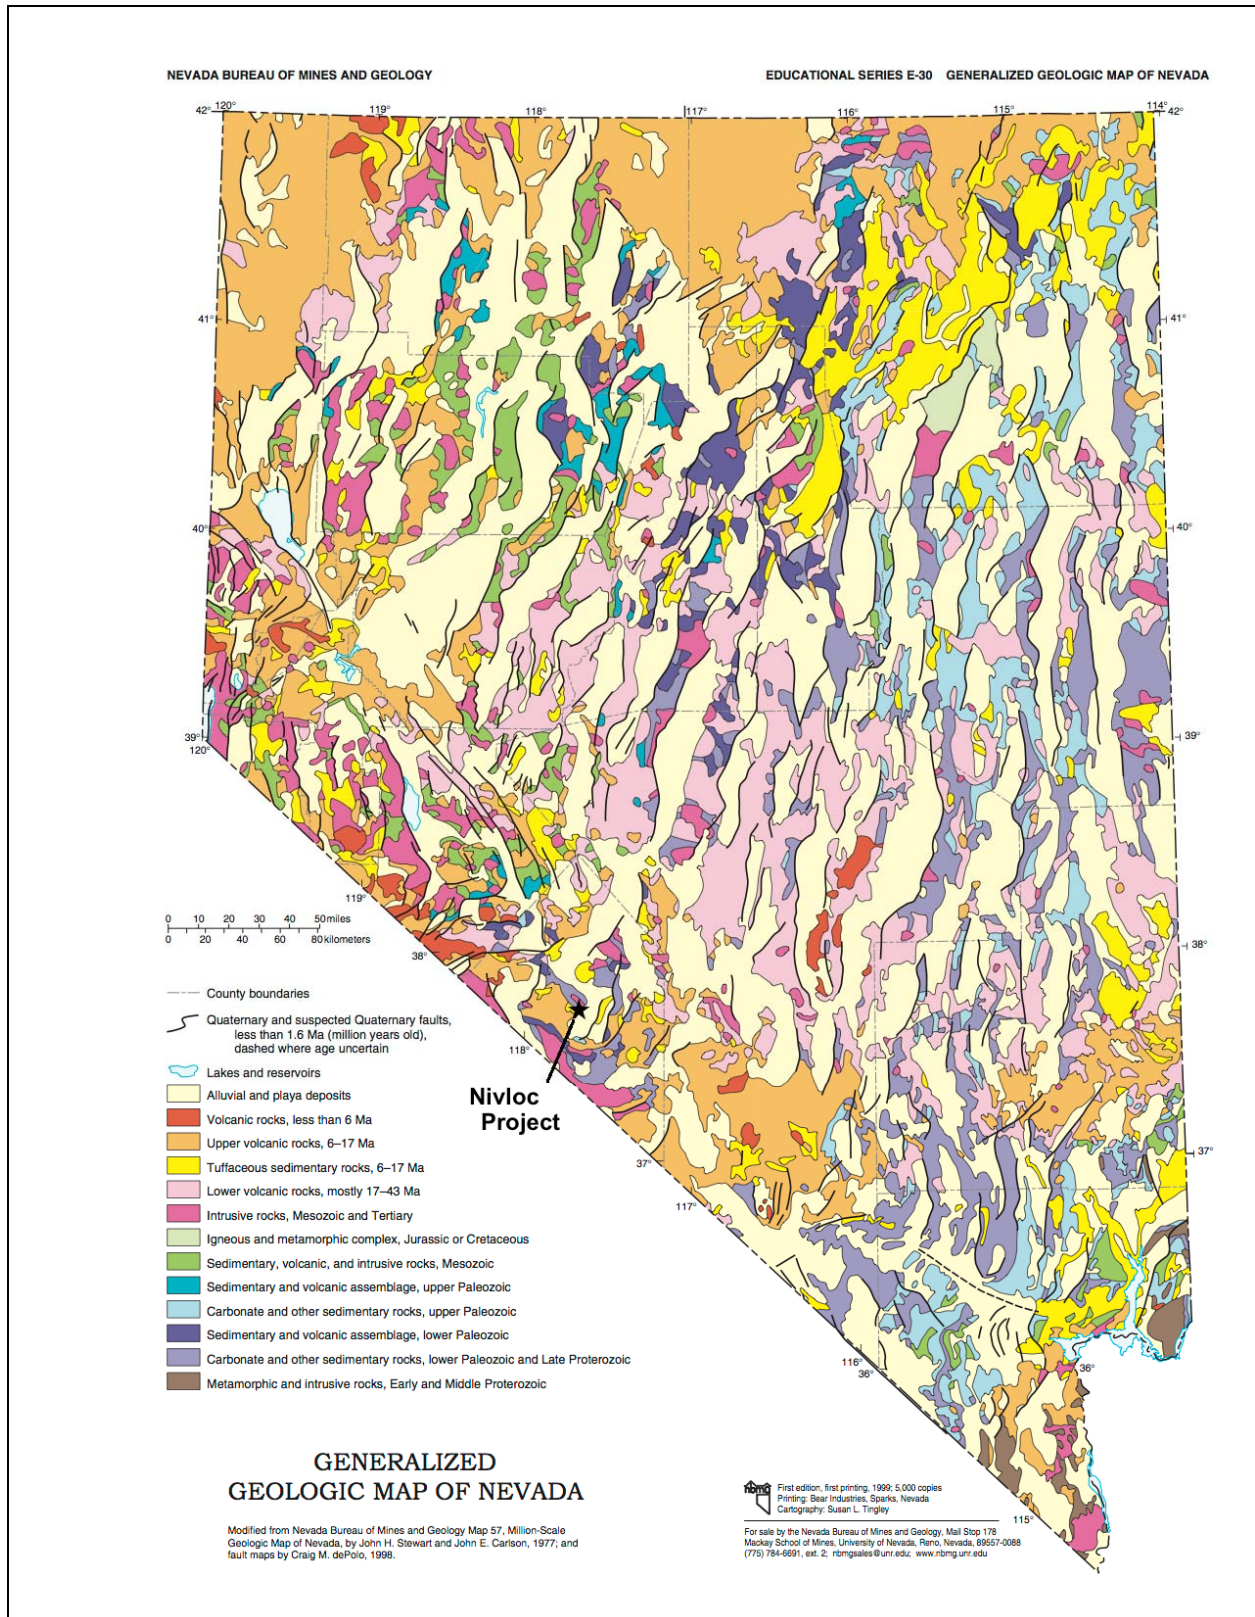 NEVADA BUREAU OF MINES AND GEOLOGY
EDUCATIONAL SERIES E-30 GENERALIZED GEOLOGIC MAP OF NEVADA
42° 120° 119° 118° 117° 116° 115° 114° 42°
41° 41°
40° 40°
39° 39°
120°
119°
0 10 20 30 40 50 miles
0 20 40 60 80 kilometers
38° 38°
County boundaries
Quaternary and suspected Quaternary faults,
less than 1.6 Ma (million years old),
dashed where age uncertain
118°
Lakes and reservoirs
Nivloc
Project
Alluvial and playa deposits
Volcanic rocks, less than 6 Ma
Upper volcanic rocks, 6–17 Ma
Tuffaceous sedimentary rocks, 6–17 Ma
37° 37°
Lower volcanic rocks, mostly 17–43 Ma
117°
Intrusive rocks, Mesozoic and Tertiary
Igneous and metamorphic complex, Jurassic or Cretaceous
Sedimentary, volcanic, and intrusive rocks, Mesozoic
Sedimentary and volcanic assemblage, upper Paleozoic
Carbonate and other sedimentary rocks, upper Paleozoic
Sedimentary and volcanic assemblage, lower Paleozoic
Carbonate and other sedimentary rocks, lower Paleozoic and Late Proterozoic
Metamorphic and intrusive rocks, Early and Middle Proterozoic
116°
36° 36°
115°
GENERALIZED
GEOLOGIC MAP OF NEVADA
Modified from Nevada Bureau of Mines and Geology Map 57, Million-Scale
Geologic Map of Nevada, by John H. Stewart and John E. Carlson, 1977; and
fault maps by Craig M. dePolo, 1998.
nbmg
First edition, first printing, 1999; 5,000 copies
Printing: Bear Industries, Sparks, Nevada
Cartography: Susan L. Tingley
For sale by the Nevada Bureau of Mines and Geology, Mail Stop 178
Mackay School of Mines, University of Nevada, Reno, Nevada, 89557-0088
(775) 784-6691, ext. 2; nbmgsales@unr.edu; www.nbmg.unr.edu